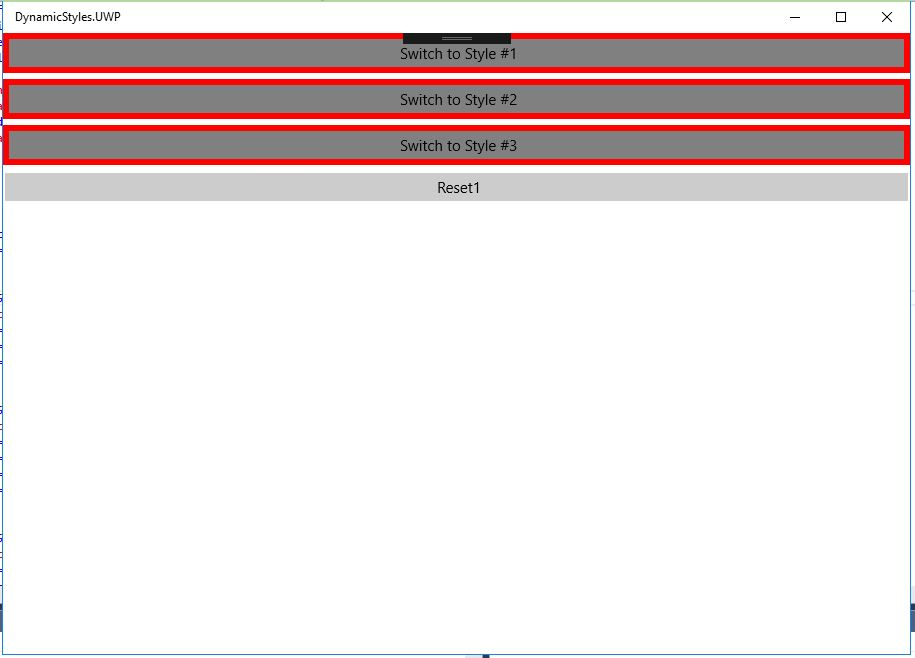 DynamicStyles.UWP
Switch to Style #1
Switch to Style #2
Switch to Style #3
Reset1